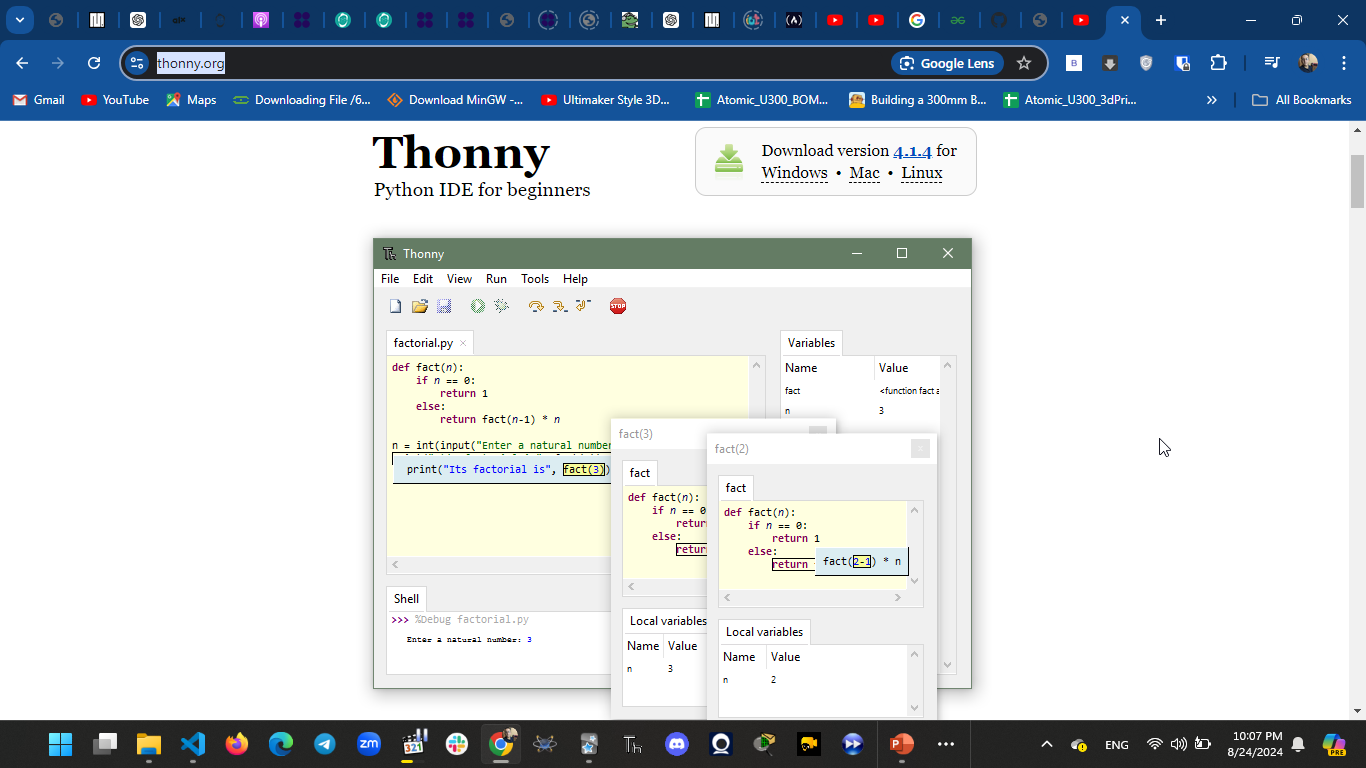 thonny.org
Google Lens
Gmail
YouTube
Maps
Downloading File /6...
Download MinGW -...
Ultimaker Style 3D...
Atomic_U300_BOM...
Building a 300mm B...
Atomic_U300_3dPri...
»
All Bookmarks
Thonny
Python IDE for beginners
Download version 4.1.4 for
Windows • Mac • Linux
Thonny
File Edit View Run Tools Help
STOP
factorial.py
def fact(n):
if n == 0:
return 1
else:
return fact(n-1) * n
n = int(input("Enter a natural number
print("Its factorial is", fact(3))
Shell
>>> %Debug factorial.py
Enter a natural number: 3
Variables
Name Value
fact <function fact a
n 3
fact(3)
fact
def fact(n):
if n == 0
retur
else:
retur
Local variables
Name Value
n 3
fact(2)
fact
def fact(n):
if n == 0:
return 1
else:
return fact(2-1) * n
Local variables
Name Value
n 2
zm
321
Th
P
ENG
10:07 PM
8/24/2024
PRE